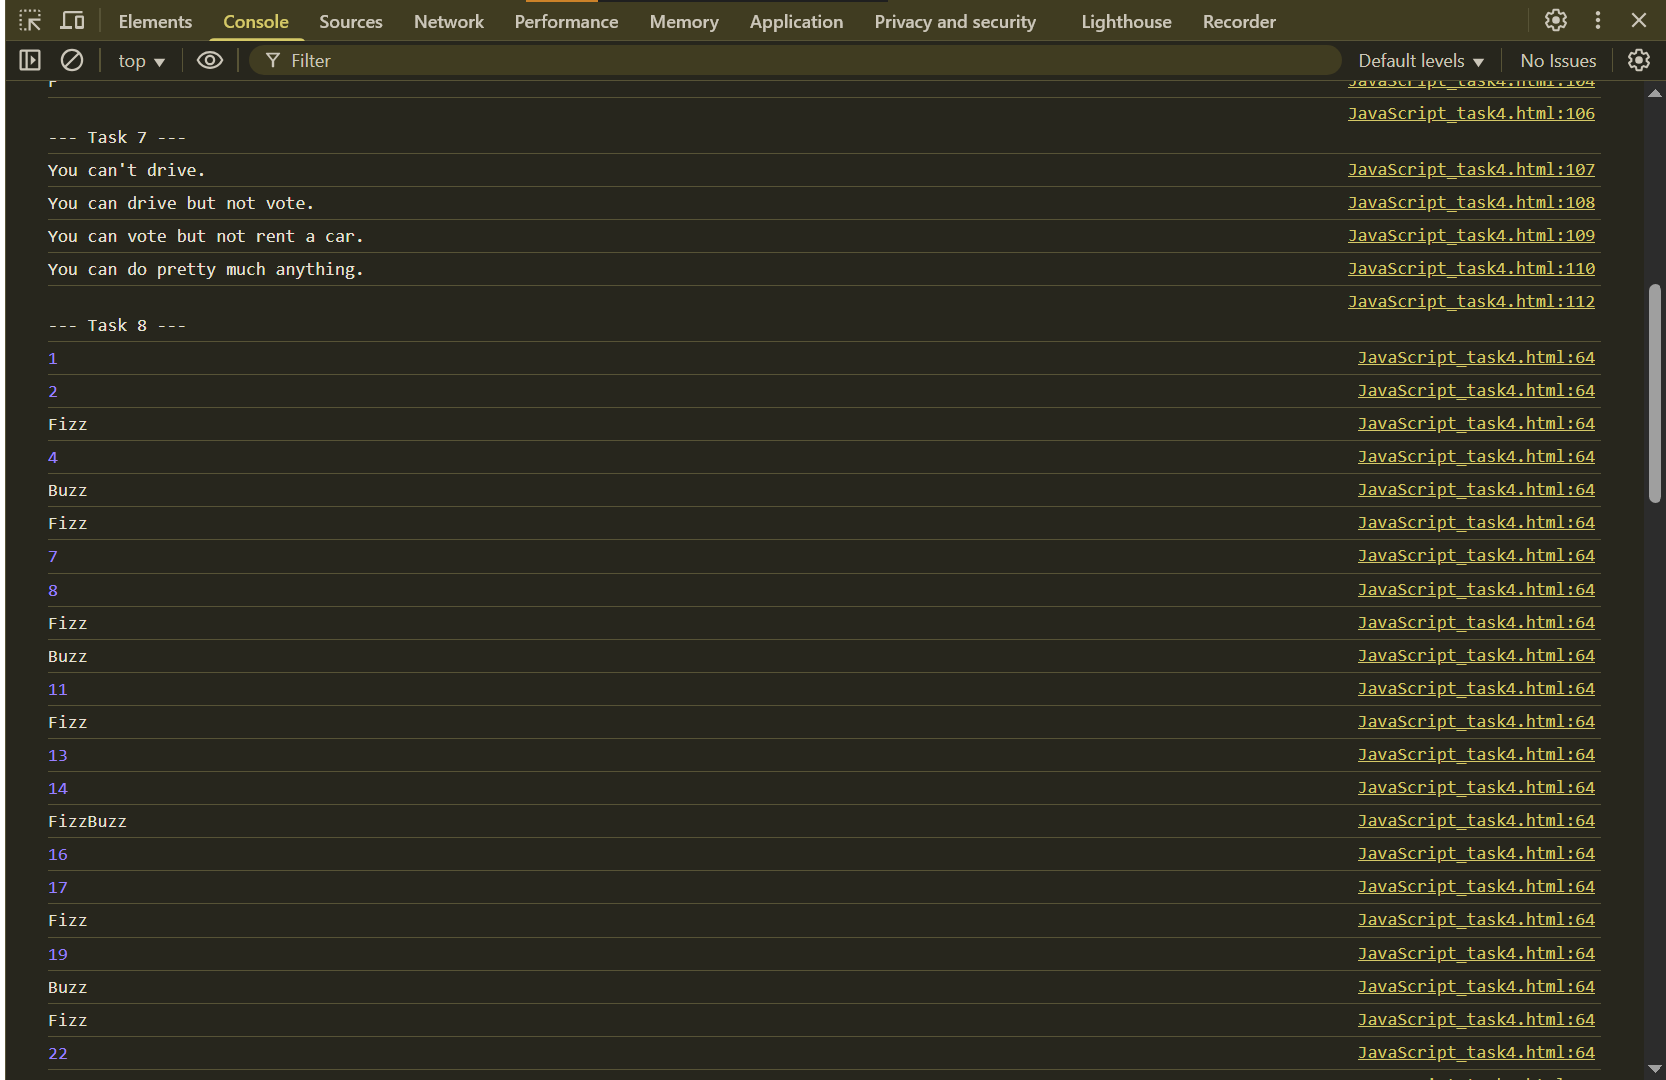 Elements Console Sources Network Performance Memory Application Privacy and security Lighthouse Recorder
top Filter Default levels No Issues
F JavaScript_task4.html:104
JavaScript_task4.html:106
--- Task 7 ---
You can't drive. JavaScript_task4.html:107
You can drive but not vote. JavaScript_task4.html:108
You can vote but not rent a car. JavaScript_task4.html:109
You can do pretty much anything. JavaScript_task4.html:110
JavaScript_task4.html:112
--- Task 8 ---
1 JavaScript_task4.html:64
2 JavaScript_task4.html:64
Fizz JavaScript_task4.html:64
4 JavaScript_task4.html:64
Buzz JavaScript_task4.html:64
Fizz JavaScript_task4.html:64
7 JavaScript_task4.html:64
8 JavaScript_task4.html:64
Fizz JavaScript_task4.html:64
Buzz JavaScript_task4.html:64
11 JavaScript_task4.html:64
Fizz JavaScript_task4.html:64
13 JavaScript_task4.html:64
14 JavaScript_task4.html:64
FizzBuzz JavaScript_task4.html:64
16 JavaScript_task4.html:64
17 JavaScript_task4.html:64
Fizz JavaScript_task4.html:64
19 JavaScript_task4.html:64
Buzz JavaScript_task4.html:64
Fizz JavaScript_task4.html:64
22 JavaScript_task4.html:64